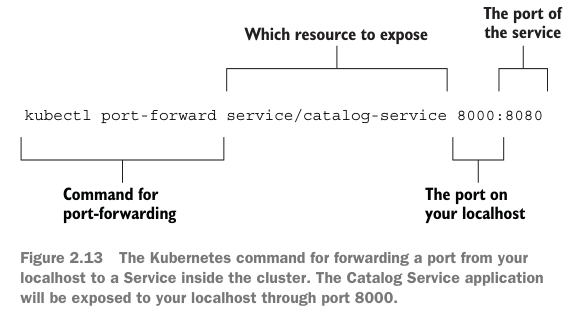 The port of
the service
Which resource to expose
kubectl port-forward service/catalog-service 8000:8080
Command for
port-forwarding
The port on
your localhost
Figure 2.13 The Kubernetes command for forwarding a port from your
localhost to a Service inside the cluster. The Catalog Service application
will be exposed to your localhost through port 8000.